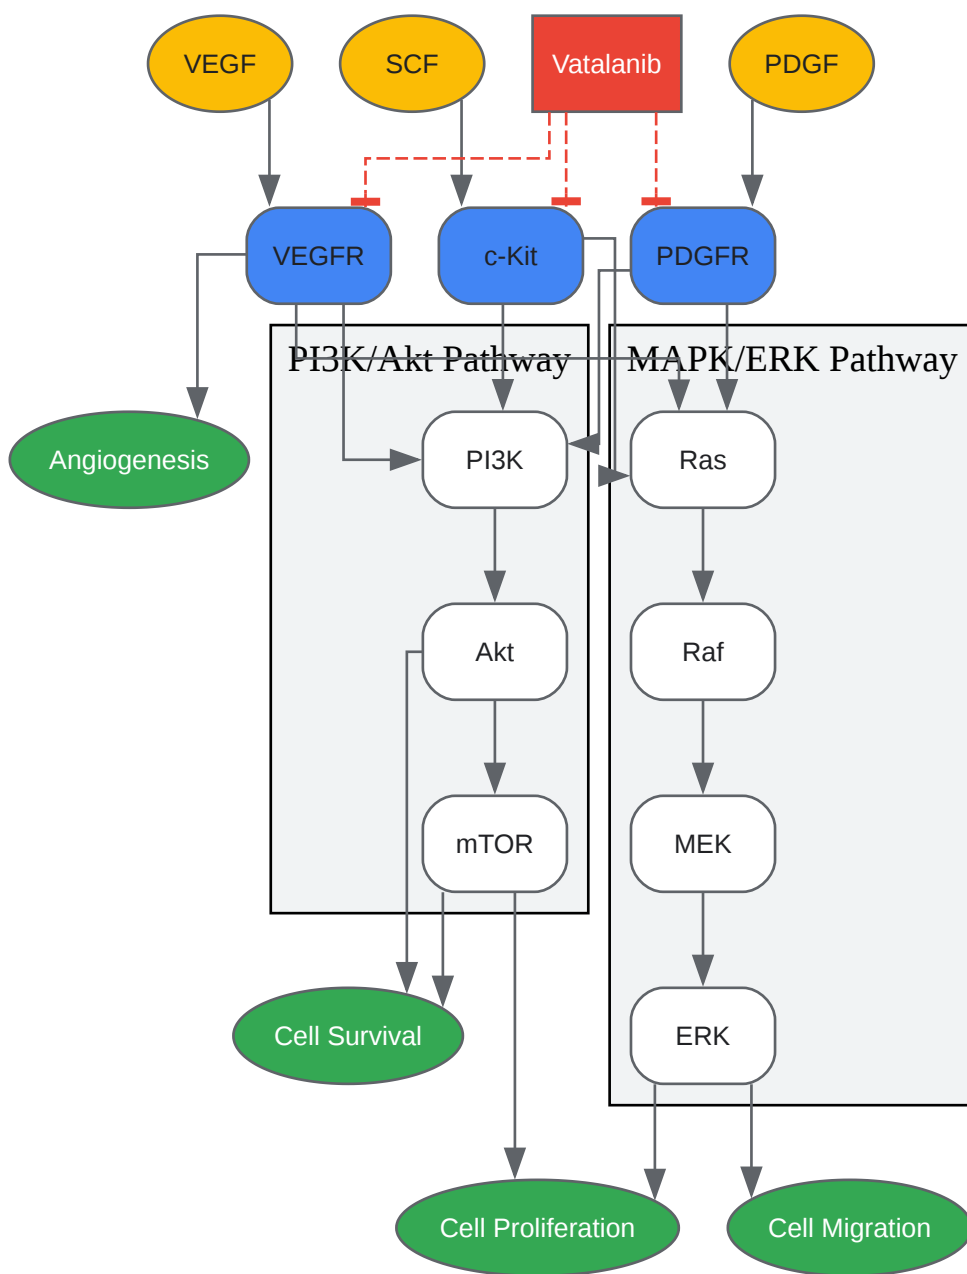 VEGF
SCF
Vatalanib
PDGF
VEGFR
c-Kit
PDGFR
PI3K/Akt Pathway
MAPK/ERK Pathway
Angiogenesis
PI3K
Ras
Akt
Raf
mTOR
MEK
Cell Survival
ERK
Cell Proliferation
Cell Migration